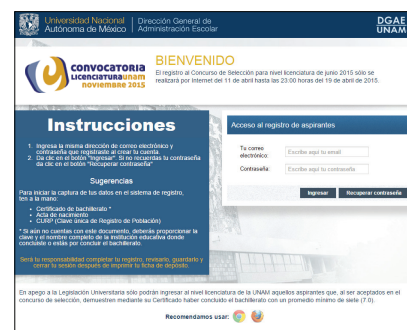 Universidad Nacional
Autónoma de México
Dirección General de
Administración Escolar
DGAE
UNAM
CONVOCATORIA
LICENCIATURAunam
NOVIEMBRE 2015
BIENVENIDO
El registro al Concurso de Selección para nivel licenciatura de junio 2015 sólo se
realizará por Internet del 11 de abril hasta las 23:00 horas del 19 de abril de 2015.
Instrucciones
1. Ingresa la misma dirección de correo electrónico y
contraseña que registraste al crear tu cuenta.
2. Da clic en el botón "Ingresar". Si no recuerdas tu contraseña
da clic en el botón "Recuperar contraseña"
Sugerencias
Para iniciar la captura de tus datos en el sistema de registro,
ten a la mano:
• Certificado de bachillerato *
• Acta de nacimiento
• CURP (Clave única de Registro de Población)
* Si aún no cuentas con este documento, deberás proporcionar la
clave y el nombre completo de la institución educativa donde
concluiste o estás por concluir el bachillerato.
Será tu responsabilidad completar tu registro, revisarlo, guardarlo y
cerrar tu sesión después de imprimir tu ficha de depósito.
Acceso al registro de aspirantes
Tu correo
electrónico:
Escribe aquí tu email
Contraseña:
Escribe aquí tu contraseña
Ingresar
Recuperar contraseña
En apego a la Legislación Universitaria sólo podrán ingresar al nivel licenciatura de la UNAM aquellos aspirantes que, al ser aceptados en el
concurso de selección, demuestren mediante su Certificado haber concluido el bachillerato con un promedio mínimo de siete (7.0).
Recomendamos usar: